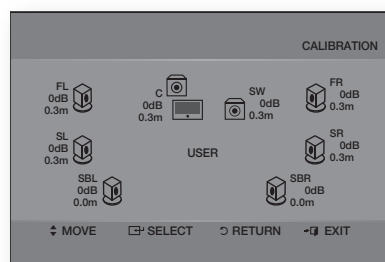 CALIBRATION
FL
0dB
0.3m
C
0dB
0.3m
SW
0dB
0.3m
FR
0dB
0.3m
SL
0dB
0.3m
USER
SR
0dB
0.3m
SBL
0dB
0.0m
SBR
0dB
0.0m
MOVE SELECT RETURN EXIT